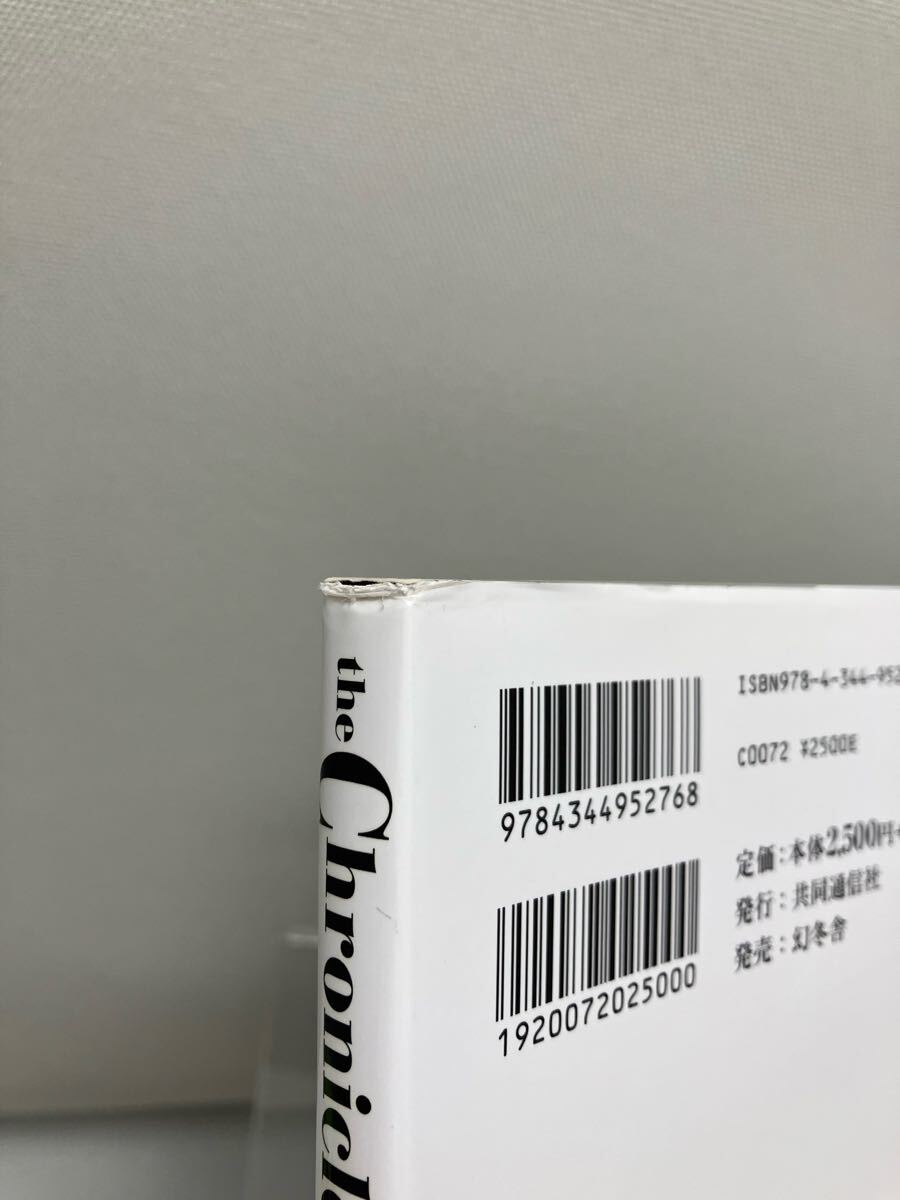 the Chronicle
ISBN978-4-344-952
9784344952768
C0072 ¥2500E
定価：本体2,500円+
発行：共同通信社
発売：幻冬舎
1920072025000